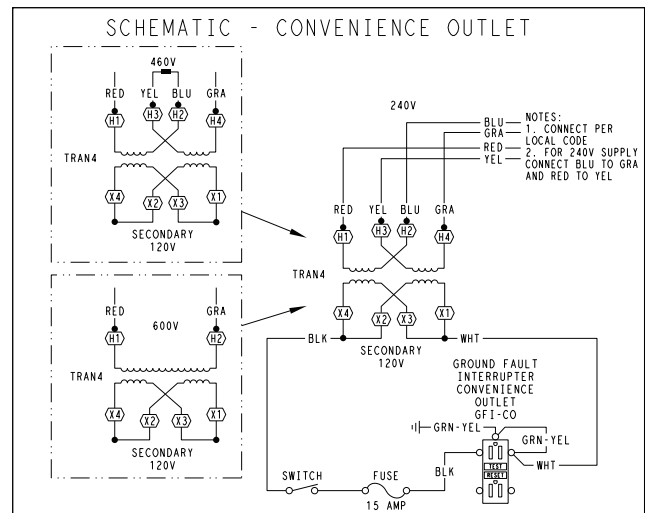 SCHEMATIC - CONVENIENCE OUTLET
460V
RED YEL BLU GRA
H1 H3 H2 H4
TRAN4
X4 X2 X3 X1
SECONDARY
120V
600V
RED GRA
H1 H2
TRAN4
X4 X2 X3 X1
SECONDARY
120V
240V
BLU
GRA
RED
YEL
NOTES:
1. CONNECT PER
LOCAL CODE
2. FOR 240V SUPPLY
CONNECT BLU TO GRA
AND RED TO YEL
RED YEL BLU GRA
H1 H3 H2 H4
TRAN4
X4 X2 X3 X1
BLK WHT
SECONDARY
120V
GROUND FAULT
INTERRUPTER
CONVENIENCE
OUTLET
GFI-CO
GRN-YEL
GRN-YEL
WHT
BLK
TEST
RESET
SWITCH FUSE
15 AMP